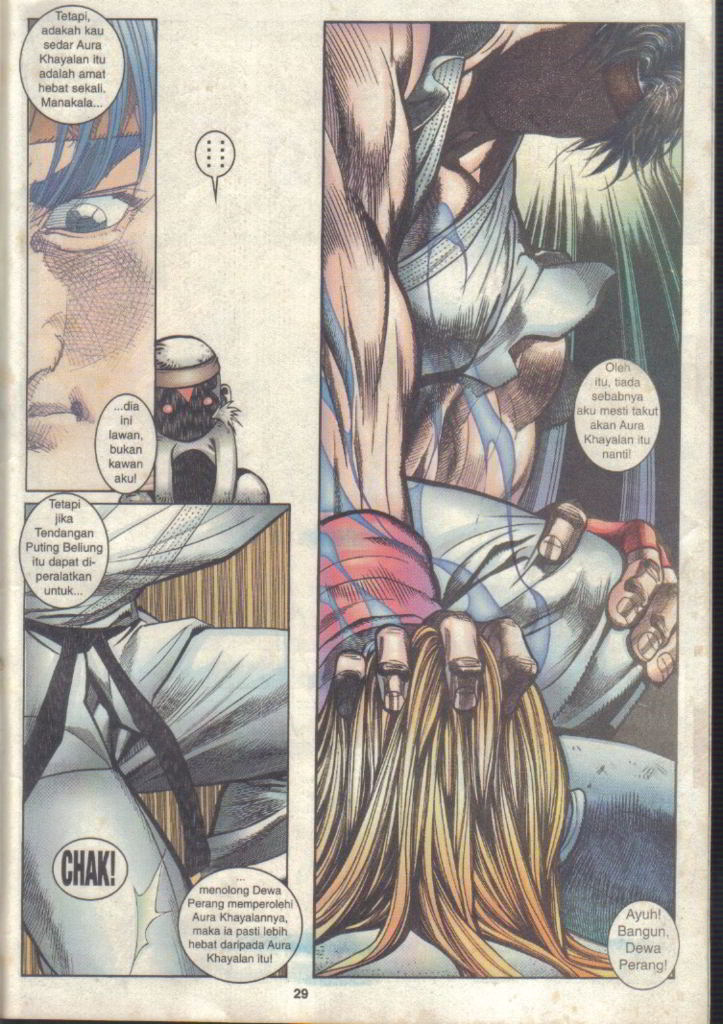 Tetapi,
adakah kau
sedar Aura
Khayalan itu
adalah amat
hebat sekali.
Manakala...
...dia
ini
lawan,
bukan
kawan
aku!
Tetapi
jika
Tendangan
Puting Beliung
itu dapat di-
peralatkan
untuk...
CHAK!
...
menolong Dewa
Perang memperolehi
Aura Khayalannya,
maka ia pasti lebih
hebat daripada Aura
Khayalan itu!
Oleh
itu, tiada
sebabnya
aku mesti takut
akan Aura
Khayalan itu
nanti!
Ayuh!
Bangun,
Dewa
Perang!
29